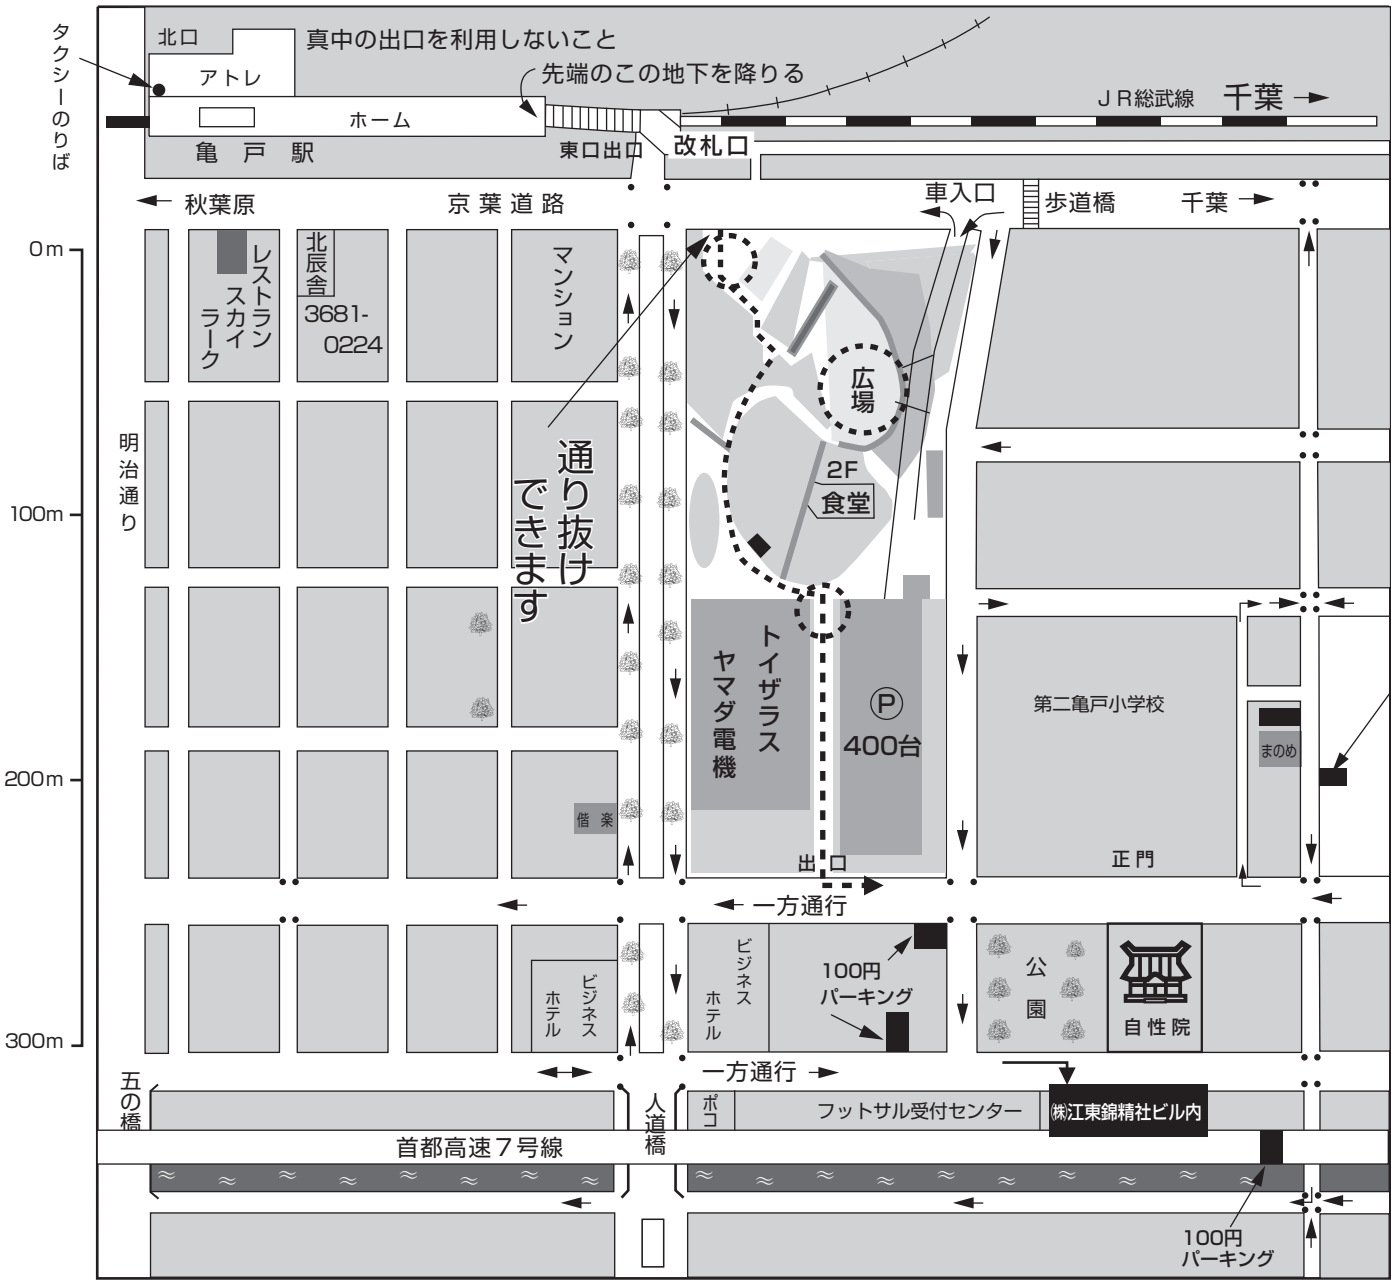 タクシーのりば
北口
真中の出口を利用しないこと
アトレ
先端のこの地下を降りる
ホーム
JR総武線
千葉
亀戸駅
東口出口
改札口
秋葉原
京葉道路
車入口
歩道橋
千葉
0m
100m
200m
300m
レストラン
スカイ
ラーク
北辰舎
3681-
0224
マンション
明治通り
通り抜け
できます
広場
2F
食堂
トイザラス
ヤマダ電機
P
400台
第二亀戸小学校
まのめ
偕楽
出口
正門
一方通行
ビジネス
ホテル
ビジネス
ホテル
100円
パーキング
公園
自性院
一方通行
五の橋
人道橋
ポコ
フットサル受付センター
㈱江東錦精社ビル内
首都高速7号線
100円
パーキング